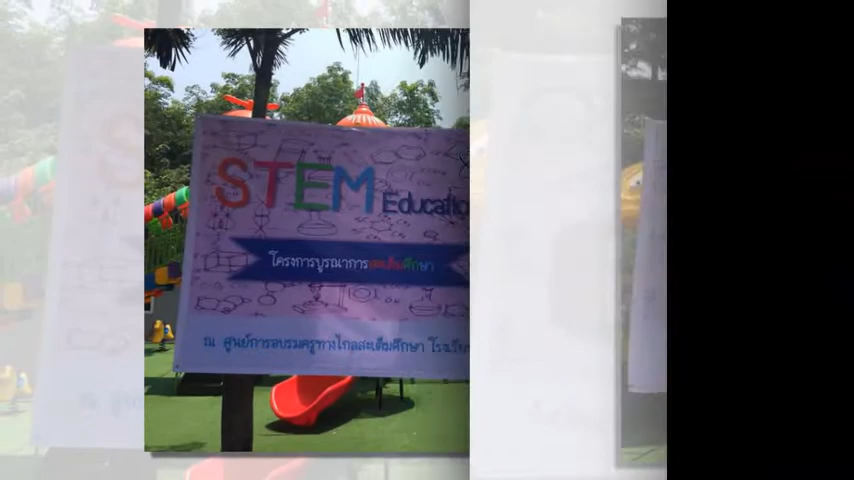 STEM Education
โครงการบูรณาการสะเต็มศึกษา
ณ ศูนย์การอบรมครูทางไกลสะเต็มศึกษา